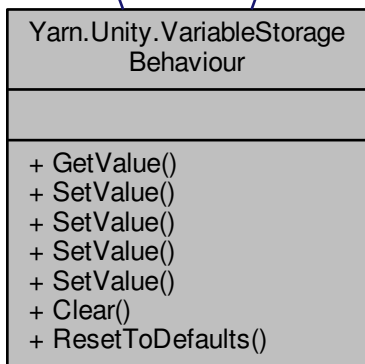 Yarn.Unity.VariableStorage
Behaviour
+ GetValue()
+ SetValue()
+ SetValue()
+ SetValue()
+ SetValue()
+ Clear()
+ ResetToDefaults()